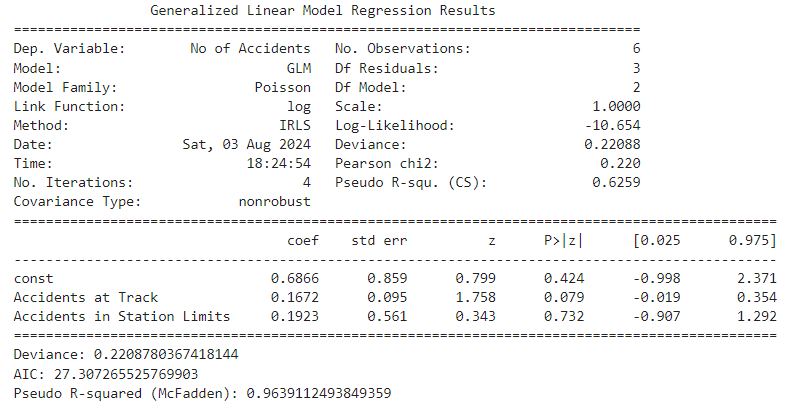 Generalized Linear Model Regression Results
==============================================================================
Dep. Variable: No of Accidents No. Observations: 6
Model: GLM Df Residuals: 3
Model Family: Poisson Df Model: 2
Link Function: log Scale: 1.0000
Method: IRLS Log-Likelihood: -10.654
Date: Sat, 03 Aug 2024 Deviance: 0.22088
Time: 18:24:54 Pearson chi2: 0.220
No. Iterations: 4 Pseudo R-squ. (CS): 0.6259
Covariance Type: nonrobust
===============================================================================================
coef std err z P>|z| [0.025 0.975]
-----------------------------------------------------------------------------------------------
const 0.6866 0.859 0.799 0.424 -0.998 2.371
Accidents at Track 0.1672 0.095 1.758 0.079 -0.019 0.354
Accidents in Station Limits 0.1923 0.561 0.343 0.732 -0.907 1.292
===============================================================================================
Deviance: 0.2208780367418144
AIC: 27.307265525769903
Pseudo R-squared (McFadden): 0.9639112493849359